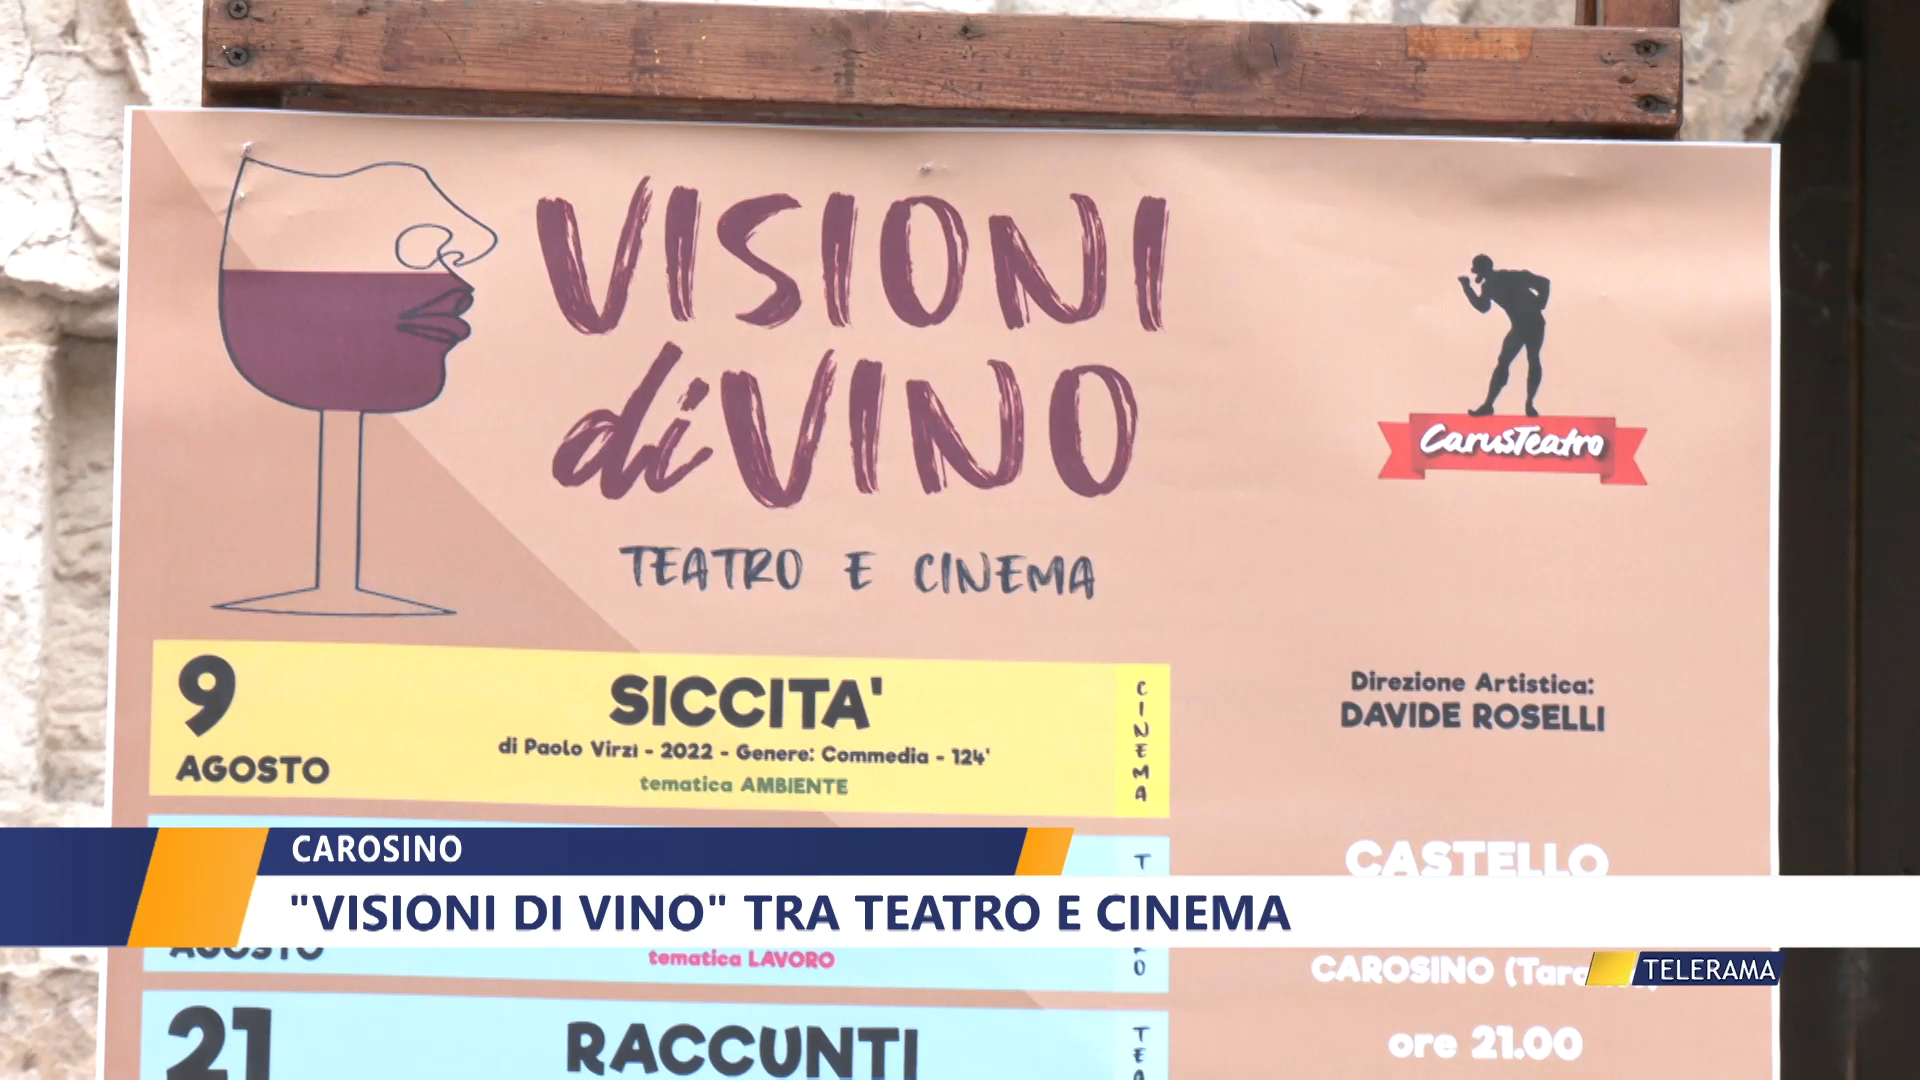 VISIONI
di VINO
TEATRO E CINEMA
CarusTeatro
9
AGOSTO
SICCITA'
di Paolo Virzì - 2022 - Genere: Commedia - 124'
tematica AMBIENTE
CINEMA
Direzione Artistica:
DAVIDE ROSELLI
CASTELLO
CAROSINO
"VISIONI DI VINO" TRA TEATRO E CINEMA
AGOSTO
tematica LAVORO
CAROSINO
TELERAMA
21
RACCUNTI
ore 21.00